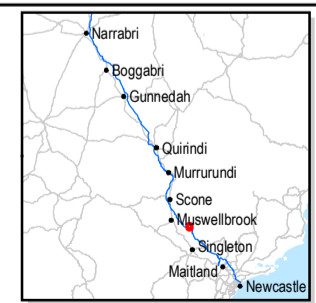 Narrabri
Boggabri
Gunnedah
Quirindi
Murrurundi
Scone
Muswellbrook
Singleton
Maitland
Newcastle